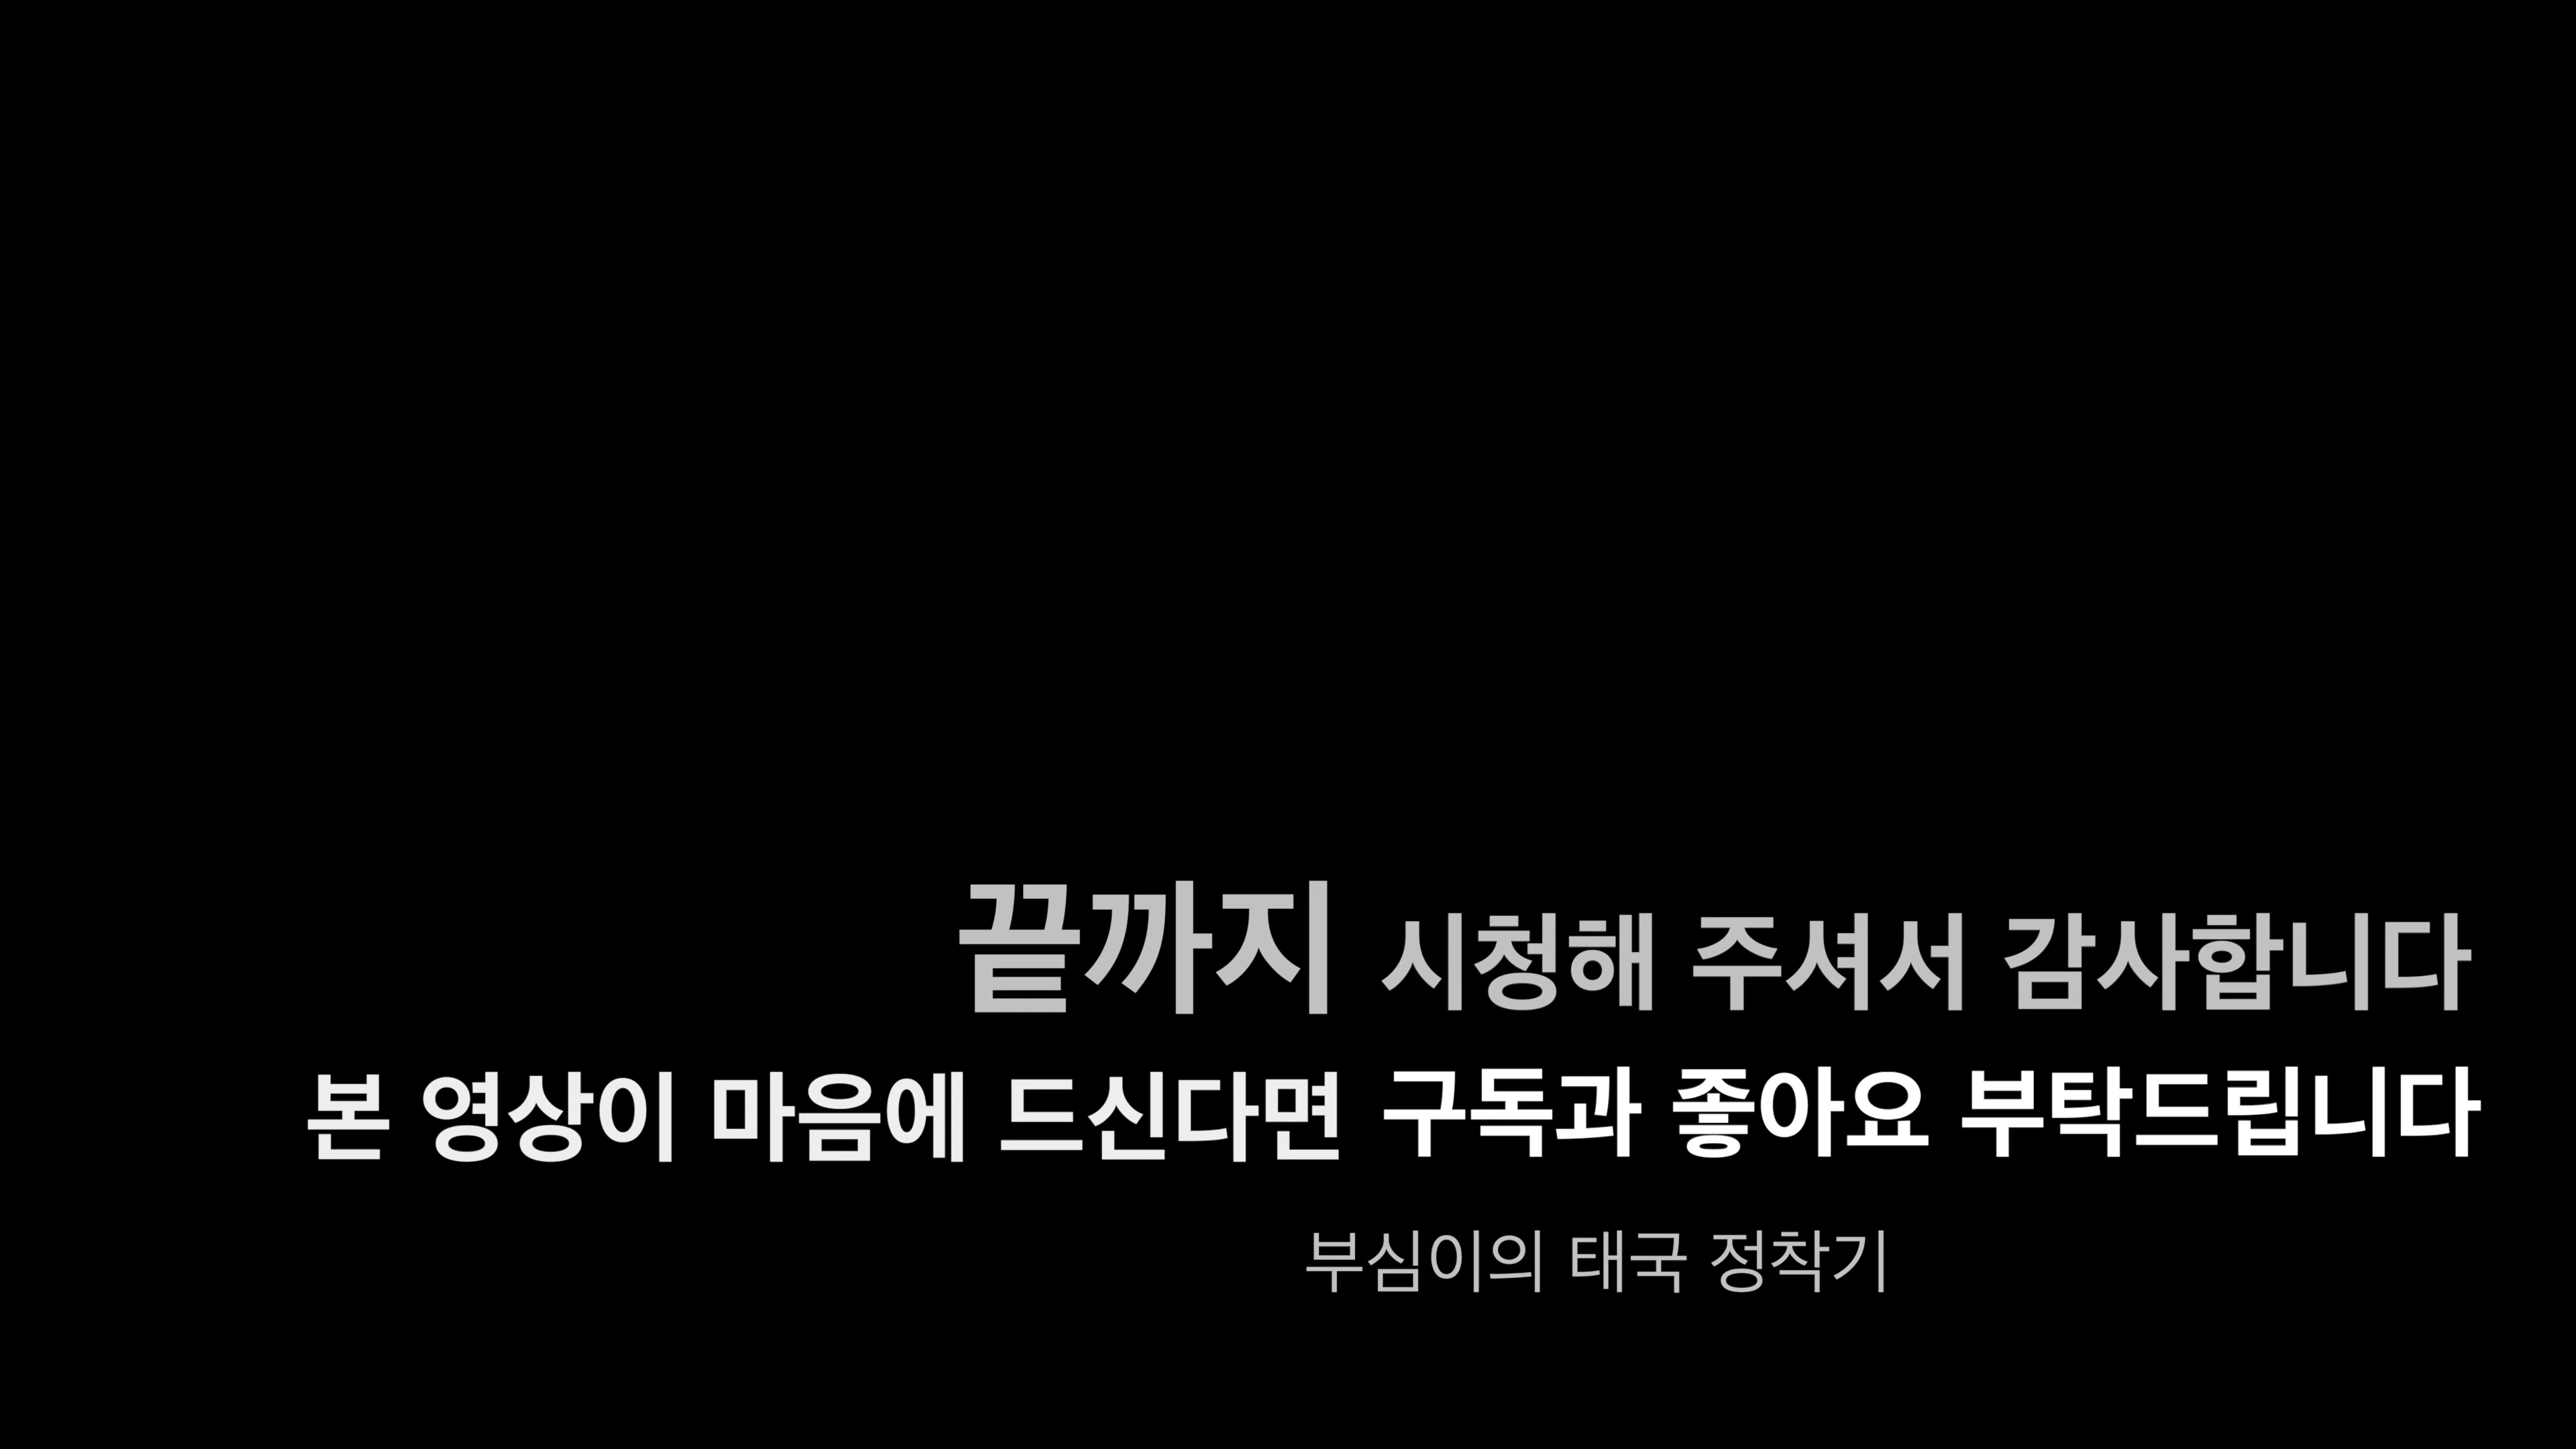 끝까지 시청해 주셔서 감사합니다
본 영상이 마음에 드신다면 구독과 좋아요 부탁드립니다
부심이의 태국 정착기